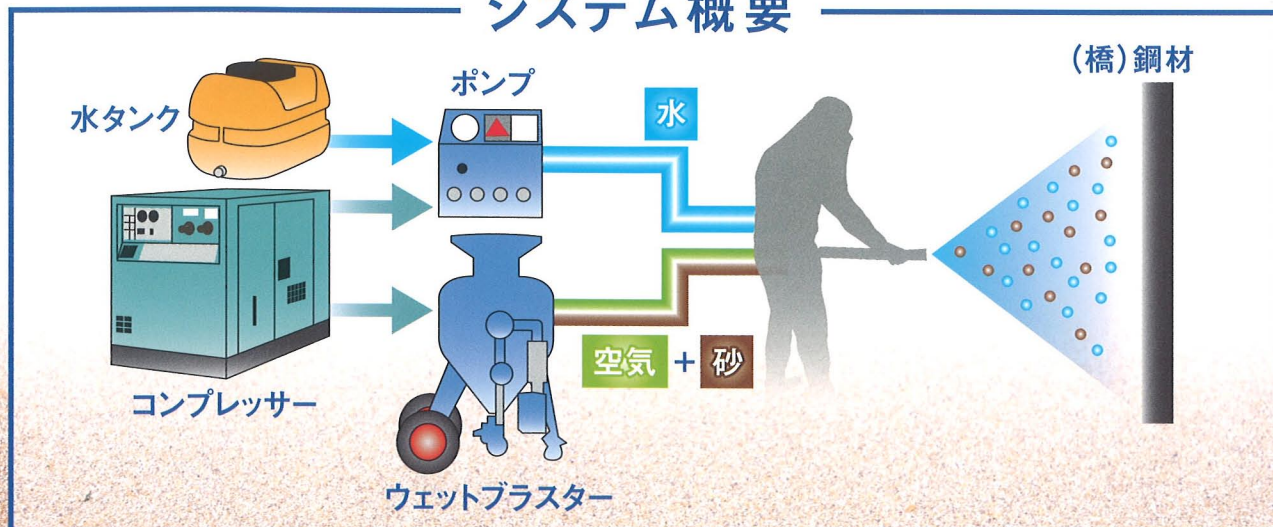 システム概要
水タンク
ポンプ
水
(橋)鋼材
空気 + 砂
コンプレッサー
ウェットブラスター